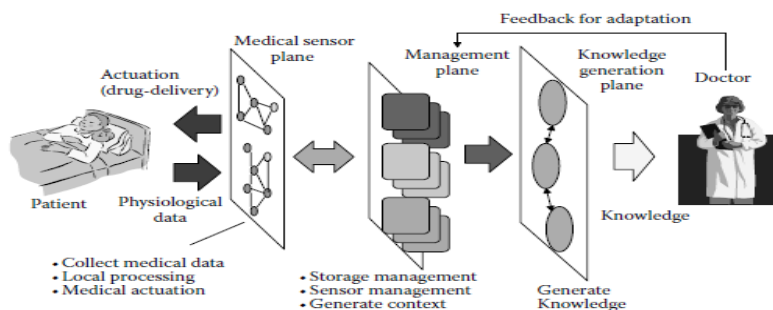 Feedback for adaptation
Medical sensor
plane
Management
plane
Knowledge
generation
plane
Doctor
Actuation
(drug-delivery)
Patient
Physiological
data
Knowledge
• Collect medical data
• Local processing
• Medical actuation
• Storage management
• Sensor management
• Generate context
Generate
Knowledge